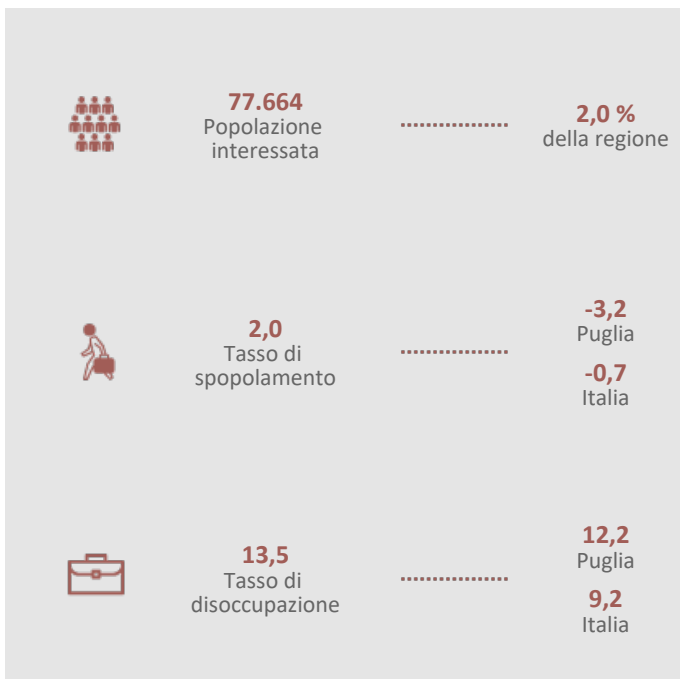 77.664
Popolazione
interessata
2,0 %
della regione
2,0
Tasso di
spopolamento
-3,2
Puglia
-0,7
Italia
13,5
Tasso di
disoccupazione
12,2
Puglia
9,2
Italia